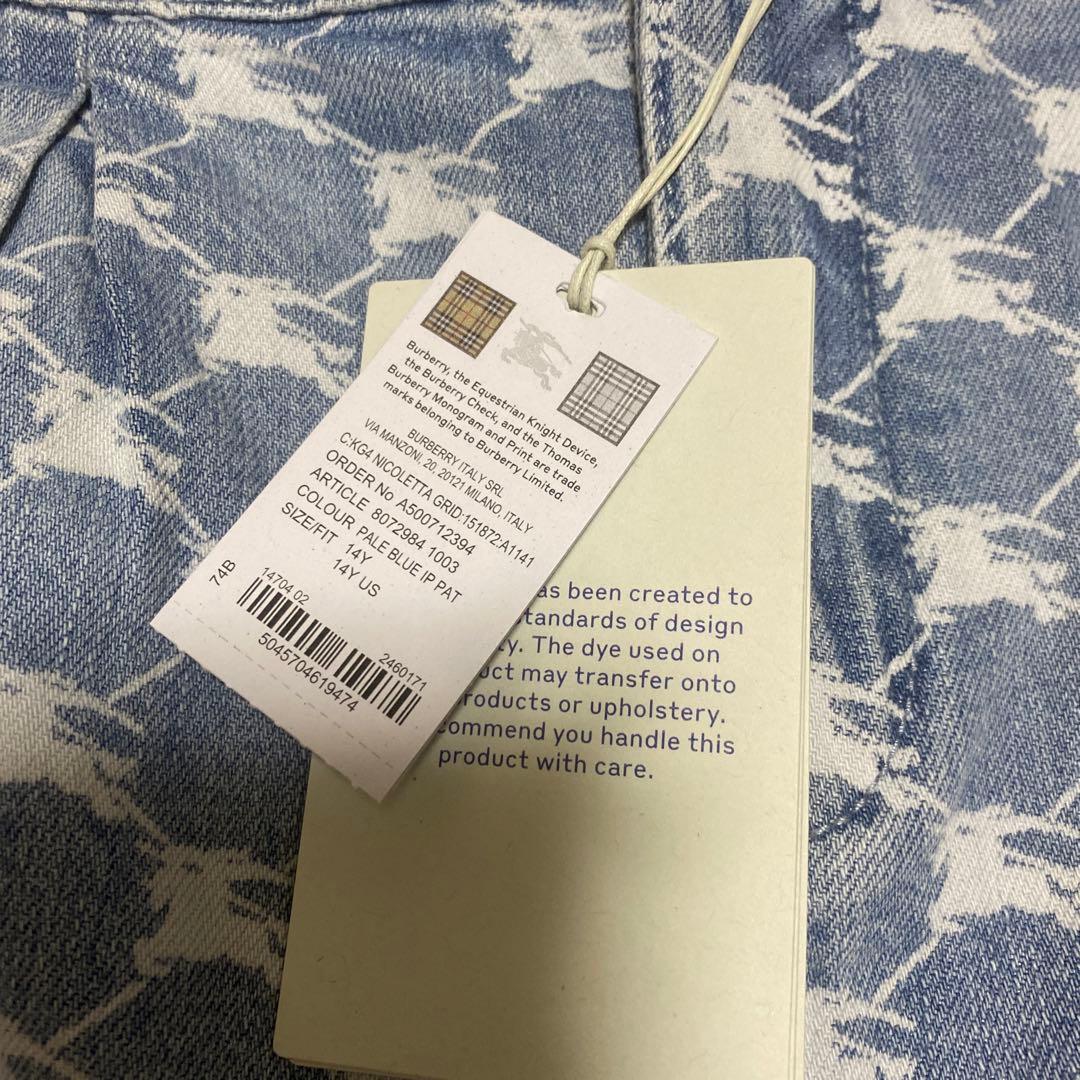 Burberry, the Equestrian Knight Device,
the Burberry Check, and the Thomas
Burberry Monogram and Print are trade
marks belonging to Burberry Limited.
BURBERRY ITALY SRL
VIA MANZONI, 20, 20121 MILANO, ITALY
C:KG4 NICOLETTA GRID:151872:A1141
ORDER No A500712394
ARTICLE 8072984 1003
COLOUR PALE BLUE IP PAT
SIZE/FIT 14Y
14Y US
74B
14704 02 2460171
5045704619474
as been created to
standards of design
ty. The dye used on
uct may transfer onto
roducts or upholstery.
commend you handle this
product with care.